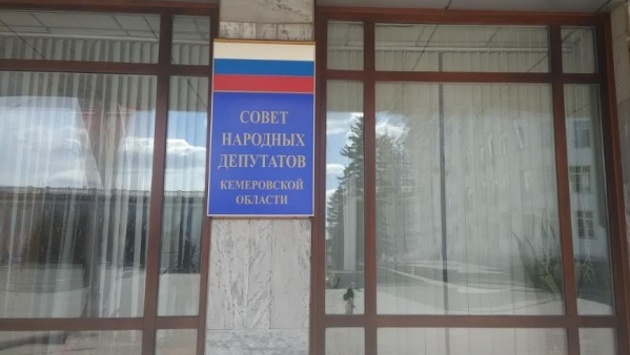 СОВЕТ
НАРОДНЫХ
ДЕПУТАТОВ
КЕМЕРОВСКОЙ
ОБЛАСТИ